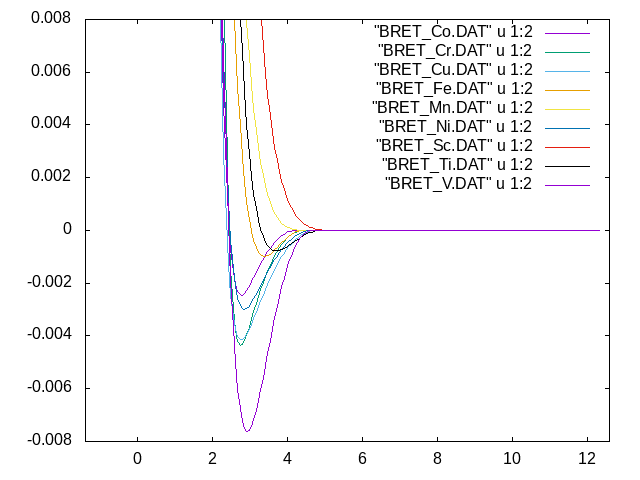 0.008
0.006
0.004
0.002
0
-0.002
-0.004
-0.006
-0.008
0 2 4 6 8 10 12
"BRET_Co.DAT" u 1:2
"BRET_Cr.DAT" u 1:2
"BRET_Cu.DAT" u 1:2
"BRET_Fe.DAT" u 1:2
"BRET_Mn.DAT" u 1:2
"BRET_Ni.DAT" u 1:2
"BRET_Sc.DAT" u 1:2
"BRET_Ti.DAT" u 1:2
"BRET_V.DAT" u 1:2